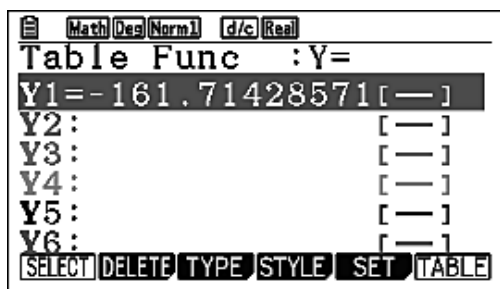 Math Deg Norm1 d/c Real
Table Func :Y=
Y1=-161.71428571[—]
Y2: [—]
Y3: [—]
Y4: [—]
Y5: [—]
Y6: [—]
SELECT DELETE TYPE STYLE SET TABLE